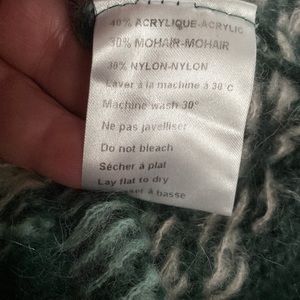 40% ACRYLIQUE-ACRYLIC
30% MOHAIR-MOHAIR
30% NYLON-NYLON
Laver à la machine à 30°C
Machine wash 30°
Ne pas javelliser
Do not bleach
Sécher à plat
Lay flat to dry
à basse